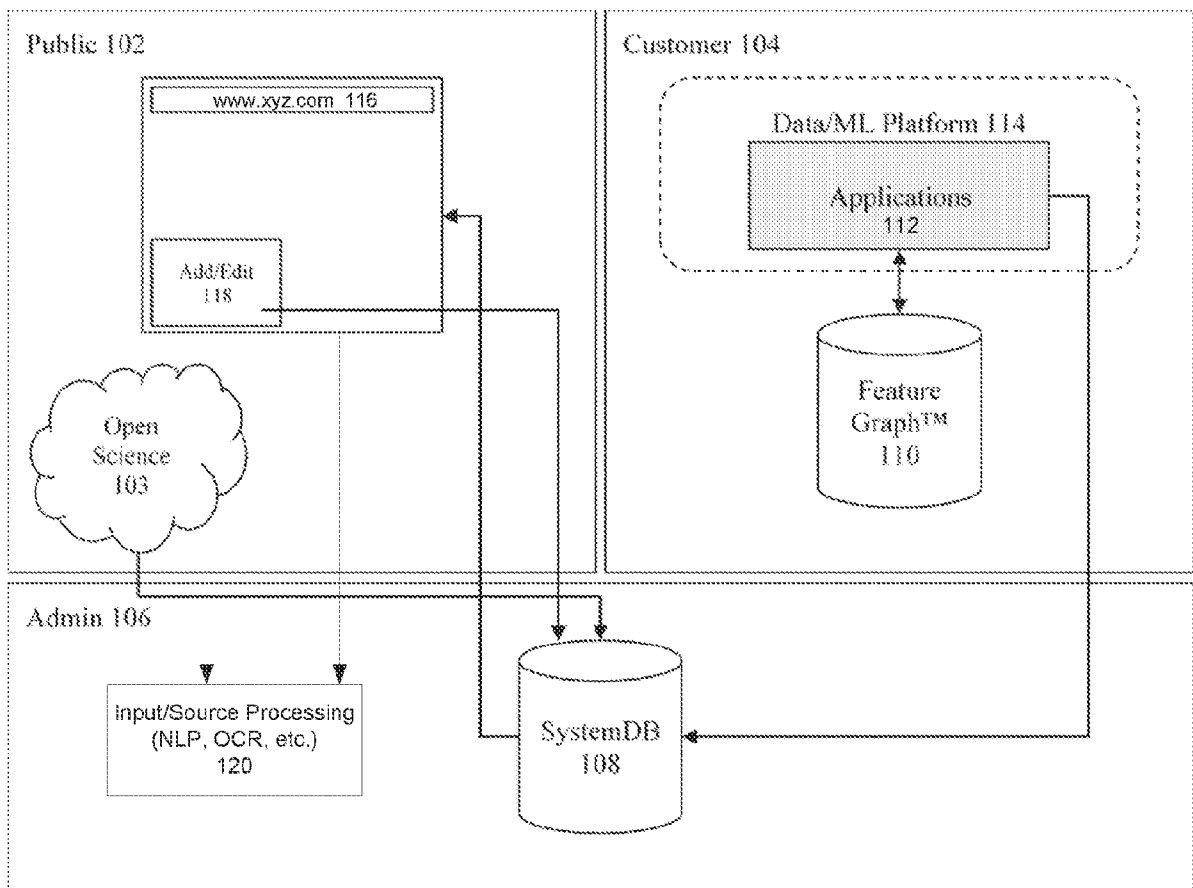 Public 102
www.xyz.com 116
Add/Edit
118
Open
Science
103
Customer 104
Data/ML Platform 114
Applications
112
Feature
Graph™
110
Admin 106
Input/Source Processing
(NLP, OCR, etc.)
120
SystemDB
108